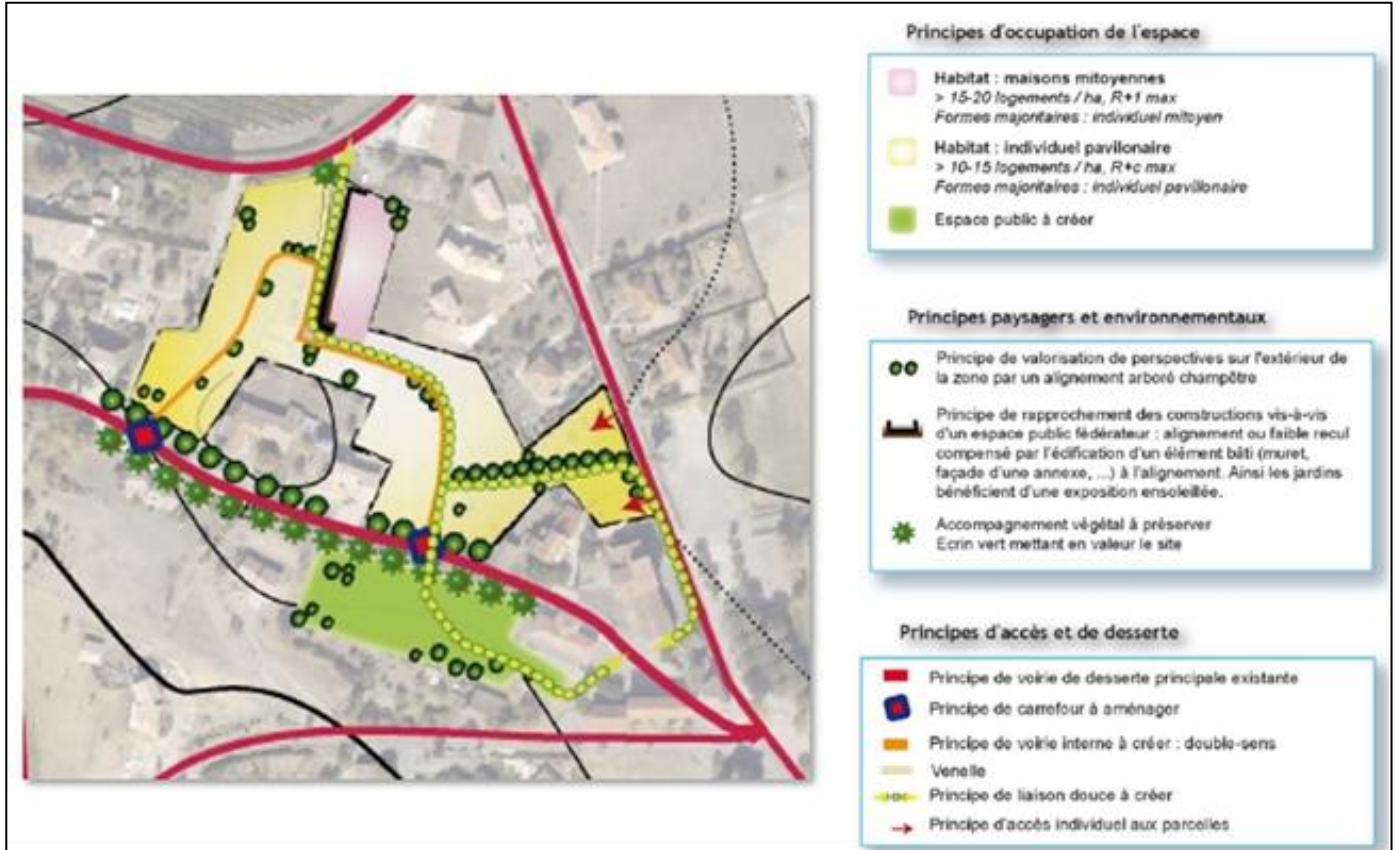 Principes d'occupation de l'espace
Habitat : maisons mitoyennes
> 15-20 logements / ha, R+1 max
Formes majoritaires : individuel mitoyen
Habitat : individuel pavilonaire
> 10-15 logements / ha, R+c max
Formes majoritaires : individuel pavillonaire
Espace public à créer
Principes paysagers et environnementaux
Principe de valorisation de perspectives sur l'extérieur de
la zone par un alignement arboré champêtre
Principe de rapprochement des constructions vis-à-vis
d'un espace public fédérateur : alignement ou faible recul
compensé par l'édification d'un élément bâti (muret,
façade d'une annexe, ...) à l'alignement. Ainsi les jardins
bénéficient d'une exposition ensoleillée.
Accompagnement végétal à préserver
Ecrin vert mettant en valeur le site
Principes d'accès et de desserte
Principe de voirie de desserte principale existante
Principe de carrefour à aménager
Principe de voirie interne à créer : double-sens
Venelle
Principe de liaison douce à créer
Principe d'accès individuel aux parcelles